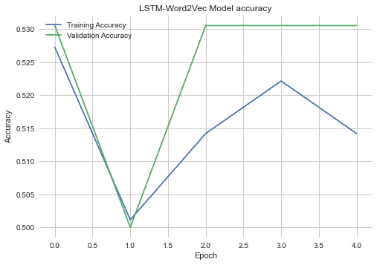 LSTM-Word2Vec Model accuracy
Training Accuracy
Validation Accuracy
0.530
0.525
0.520
0.515
0.510
0.505
0.500
Accuracy
0.0 0.5 1.0 1.5 2.0 2.5 3.0 3.5 4.0
Epoch